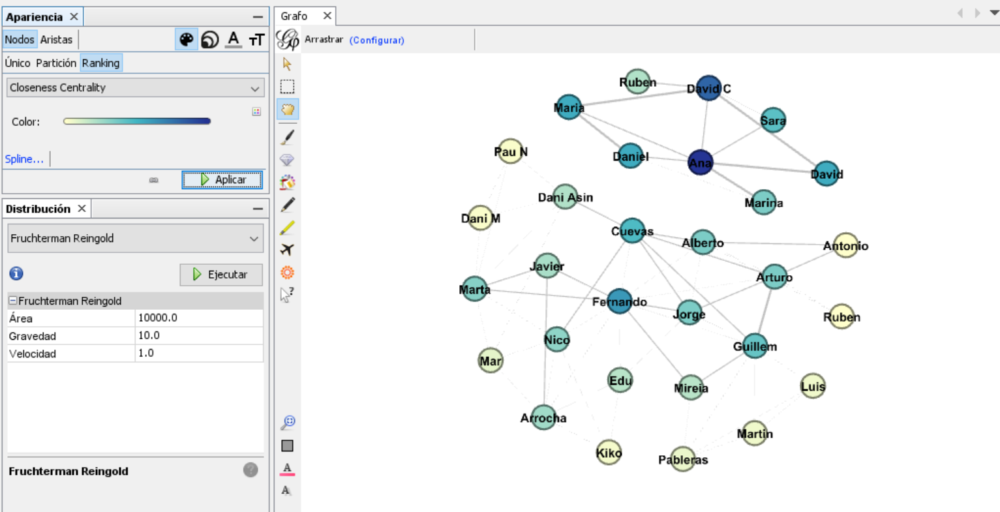 Apariencia
Nodos Aristas
Único Partición Ranking
Closeness Centrality
Color:
Spline...
Aplicar
Distribución
Fruchterman Reingold
Ejecutar
Fruchterman Reingold
Área 10000.0
Gravedad 10.0
Velocidad 1.0
Fruchterman Reingold
Grafo
Arrastrar (Configurar)
Ruben
David C
Maria
Sara
Pau N
Daniel
Ana
David
Dani Asin
Marina
Dani M
Cuevas
Alberto
Antonio
Javier
Arturo
Marta
Fernando
Jorge
Ruben
Nico
Guillem
Mar
Edu
Mireia
Luis
Arrocha
Martin
Kiko
Pableras